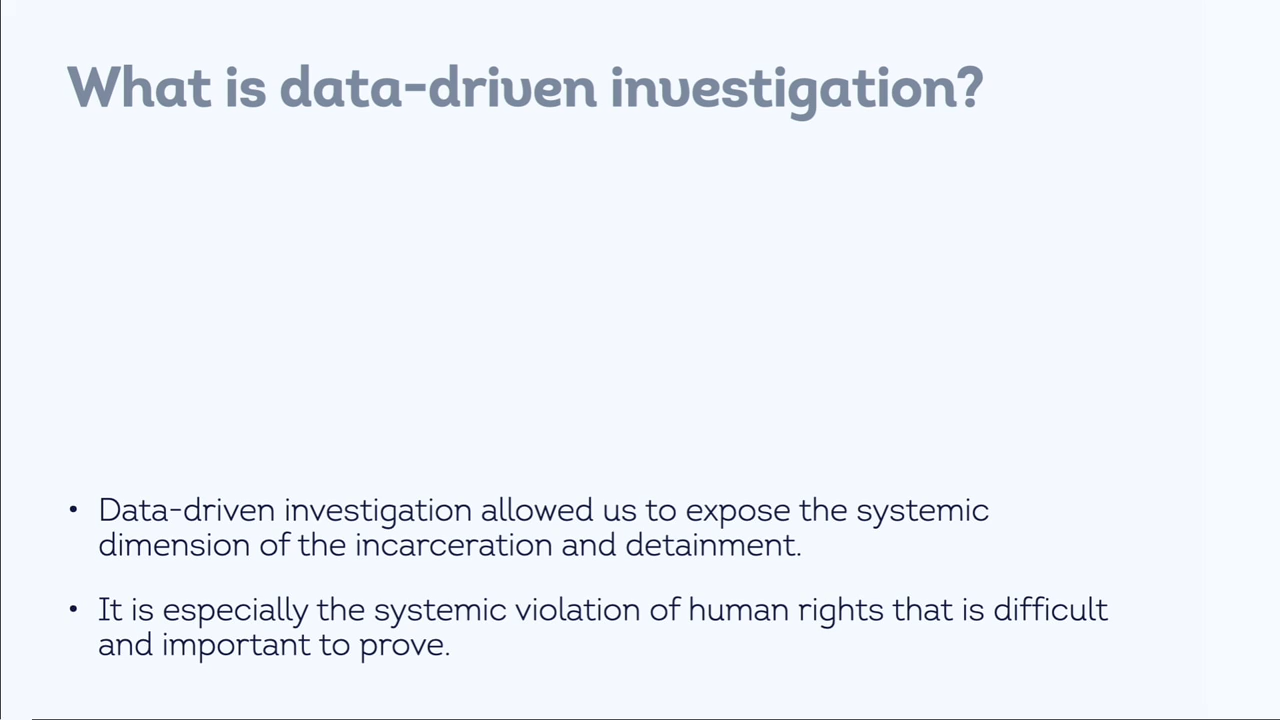 What is data-driven investigation?
• Data-driven investigation allowed us to expose the systemic
dimension of the incarceration and detainment.
• It is especially the systemic violation of human rights that is difficult
and important to prove.